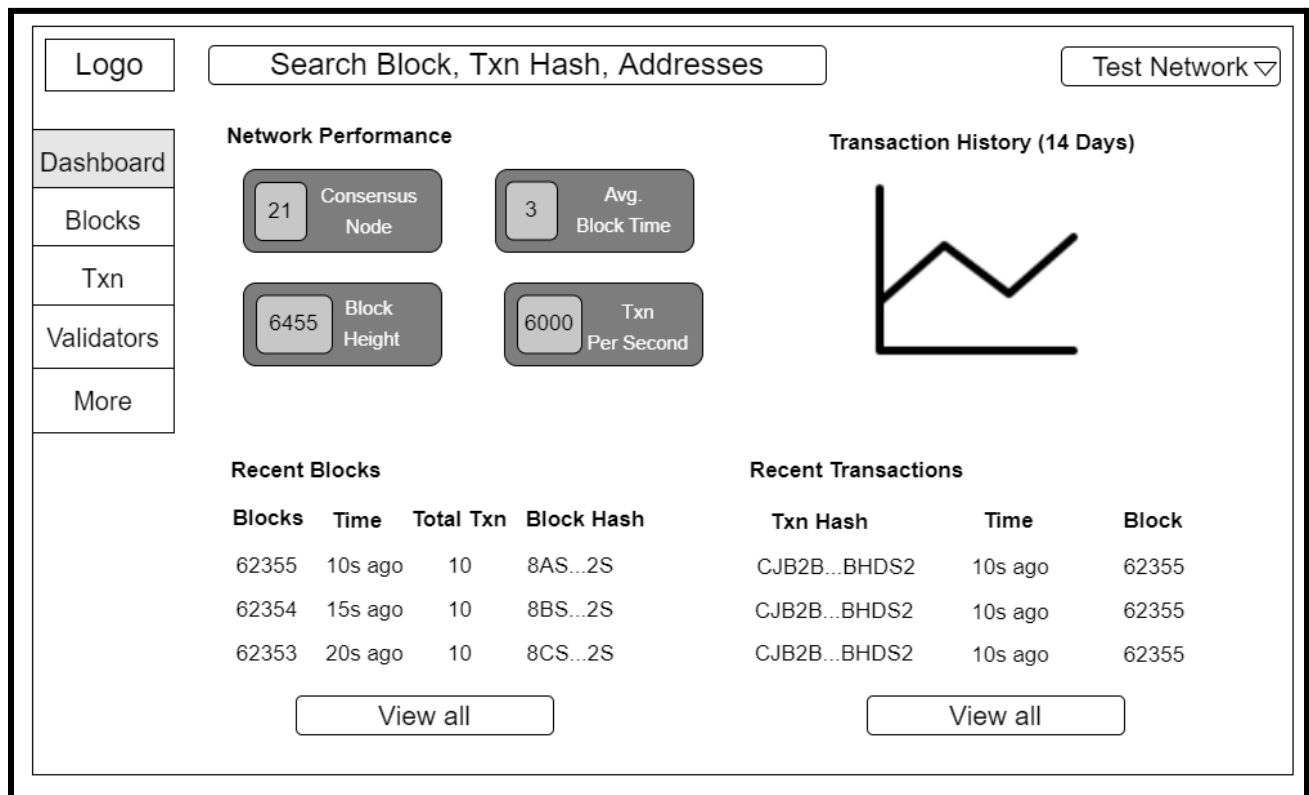 Logo
Search Block, Txn Hash, Addresses
Test Network
Dashboard
Blocks
Txn
Validators
More
Network Performance
21
Consensus
Node
3
Avg.
Block Time
6455
Block
Height
6000
Txn
Per Second
Transaction History (14 Days)
Recent Blocks
Blocks Time Total Txn Block Hash
62355 10s ago 10 8AS...2S
62354 15s ago 10 8BS...2S
62353 20s ago 10 8CS...2S
View all
Recent Transactions
Txn Hash Time Block
CJB2B...BHDS2 10s ago 62355
CJB2B...BHDS2 10s ago 62355
CJB2B...BHDS2 10s ago 62355
View all